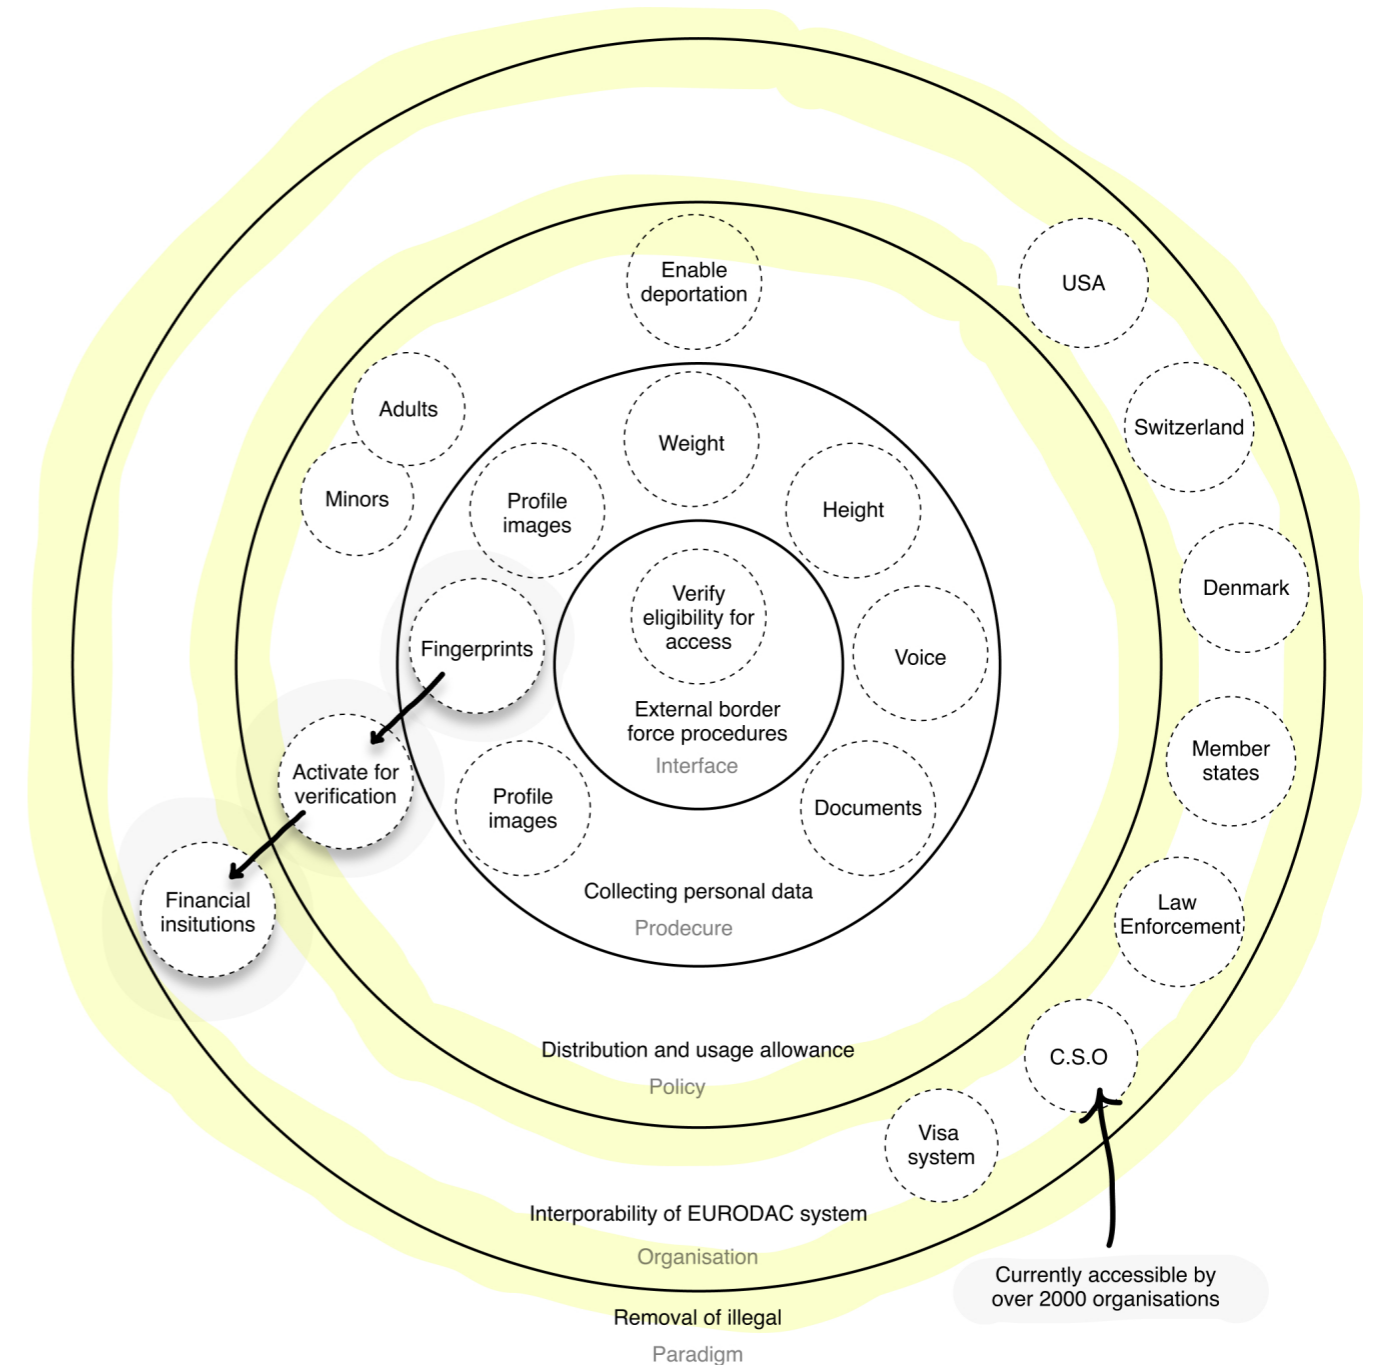 Enable
deportation
USA
Adults
Switzerland
Weight
Minors
Profile
images
Height
Denmark
Verify
eligibility for
access
Fingerprints
Voice
External border
force procedures
Interface
Member
states
Activate for
verification
Profile
images
Documents
Collecting personal data
Prodecure
Financial
insitutions
Law
Enforcement
Distribution and usage allowance
Policy
C.S.O
Visa
system
Interporability of EURODAC system
Organisation
Currently accessible by
over 2000 organisations
Removal of illegal
Paradigm